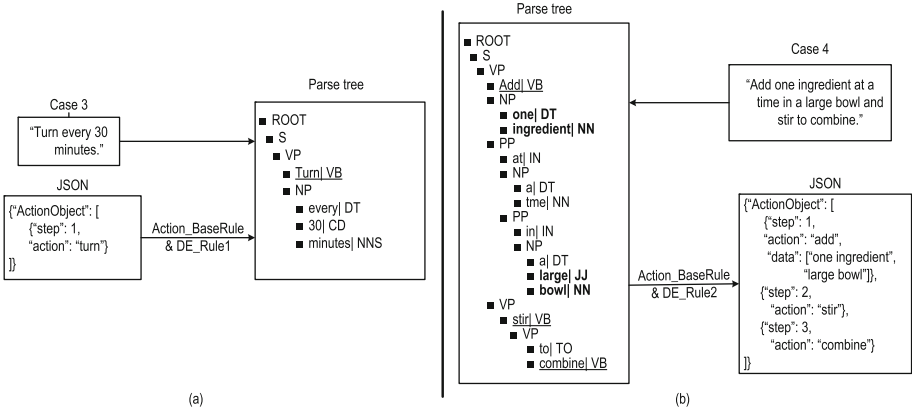 Case 3
"Turn every 30
minutes."
JSON
{"ActionObject": [
{"step": 1,
"action": "turn"}
]}
Action_BaseRule
& DE_Rule1
Parse tree
ROOT
S
VP
Turn| VB
NP
every| DT
30| CD
minutes| NNS
(a)
Parse tree
ROOT
S
VP
Add| VB
NP
one| DT
ingredient| NN
PP
at| IN
NP
a| DT
tme| NN
PP
in| IN
NP
a| DT
large| JJ
bowl| NN
VP
stir| VB
VP
to| TO
combine| VB
Case 4
"Add one ingredient at a
time in a large bowl and
stir to combine."
Action_BaseRule
& DE_Rule2
JSON
{"ActionObject": [
{"step": 1,
"action": "add",
"data": ["one ingredient",
"large bowl"]},
{"step": 2,
"action": "stir"},
{"step": 3,
"action": "combine"}
]}
(b)